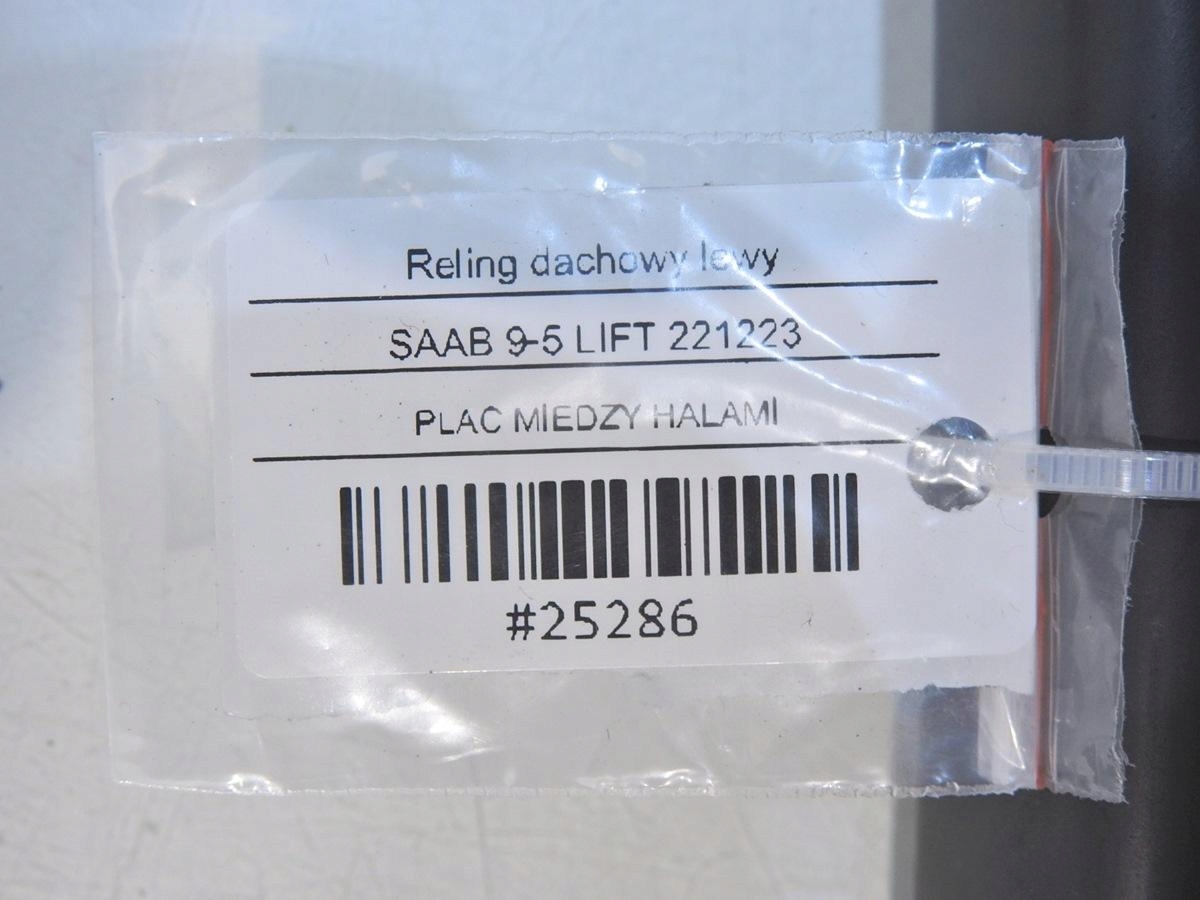 Reling dachowy lewy
SAAB 9-5 LIFT 221223
PLAC MIEDZY HALAMI
#25286